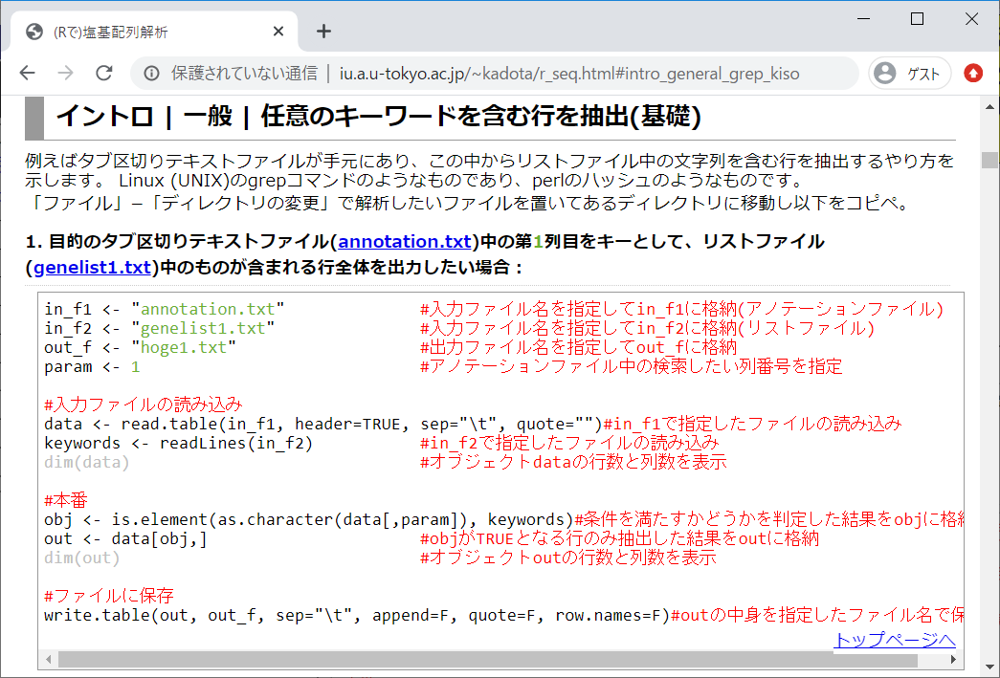 (Rで)塩基配列解析
保護されていない通信 | iu.a.u-tokyo.ac.jp/~kadota/r_seq.html#intro_general_grep_kiso ゲスト
イントロ | 一般 | 任意のキーワードを含む行を抽出(基礎)
例えばタブ区切りテキストファイルが手元にあり、この中からリストファイル中の文字列を含む行を抽出するやり方を
示します。 Linux (UNIX)のgrepコマンドのようなものであり、perlのハッシュのようなものです。
「ファイル」−「ディレクトリの変更」で解析したいファイルを置いてあるディレクトリに移動し以下をコピペ。
1. 目的のタブ区切りテキストファイル(annotation.txt)中の第1列目をキーとして、リストファイル
(genelist1.txt)中のものが含まれる行全体を出力したい場合：
in_f1 <- "annotation.txt" #入力ファイル名を指定してin_f1に格納(アノテーションファイル)
in_f2 <- "genelist1.txt" #入力ファイル名を指定してin_f2に格納(リストファイル)
out_f <- "hoge1.txt" #出力ファイル名を指定してout_fに格納
param <- 1 #アノテーションファイル中の検索したい列番号を指定
#入力ファイルの読み込み
data <- read.table(in_f1, header=TRUE, sep="\t", quote="")#in_f1で指定したファイルの読み込み
keywords <- readLines(in_f2) #in_f2で指定したファイルの読み込み
dim(data) #オブジェクトdataの行数と列数を表示
#本番
obj <- is.element(as.character(data[,param]), keywords)#条件を満たすかどうかを判定した結果をobjに格納
out <- data[obj,] #objがTRUEとなる行のみ抽出した結果をoutに格納
dim(out) #オブジェクトoutの行数と列数を表示
#ファイルに保存
write.table(out, out_f, sep="\t", append=F, quote=F, row.names=F)#outの中身を指定したファイル名で保
トップページへ